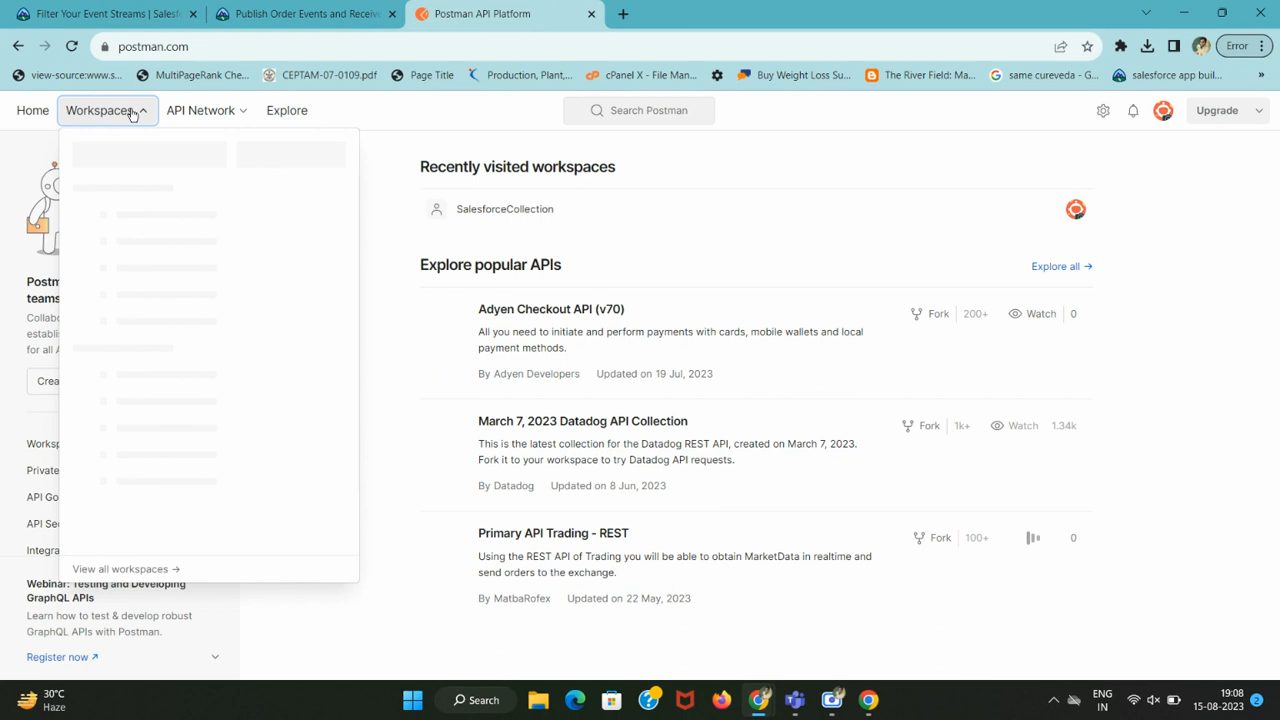 Filter Your Event Streams | Salesf
Publish Order Events and Receive
Postman API Platform
postman.com
Error
view-source:www.s...
MultiPageRank Che...
CEPTAM-07-0109.pdf
Page Title
Production, Plant,...
cPanel X - File Man...
Buy Weight Loss Su...
The River Field: Ma...
same cureveda - G...
salesforce app buil...
»
Home
Workspaces
API Network
Explore
Search Postman
Upgrade
Recently visited workspaces
SalesforceCollection
Explore popular APIs
Explore all →
Adyen Checkout API (v70)
Fork 200+
Watch 0
All you need to initiate and perform payments with cards, mobile wallets and local
payment methods.
By Adyen Developers Updated on 19 Jul, 2023
March 7, 2023 Datadog API Collection
Fork 1k+
Watch 1.34k
This is the latest collection for the Datadog REST API, created on March 7, 2023.
Fork it to your workspace to try Datadog API requests.
By Datadog Updated on 8 Jun, 2023
Primary API Trading - REST
Fork 100+
0
Using the REST API of Trading you will be able to obtain MarketData in realtime and
send orders to the exchange.
By MatbaRofex Updated on 22 May, 2023
Postm
teams
Collab
establi
for all A
Crea
Worksp
Private
API Go
API Sec
Integra
View all workspaces →
Webinar: Testing and Developing
GraphQL APIs
Learn how to test & develop robust
GraphQL APIs with Postman.
Register now
30°C
Haze
Search
ENG
IN
19:08
15-08-2023
2